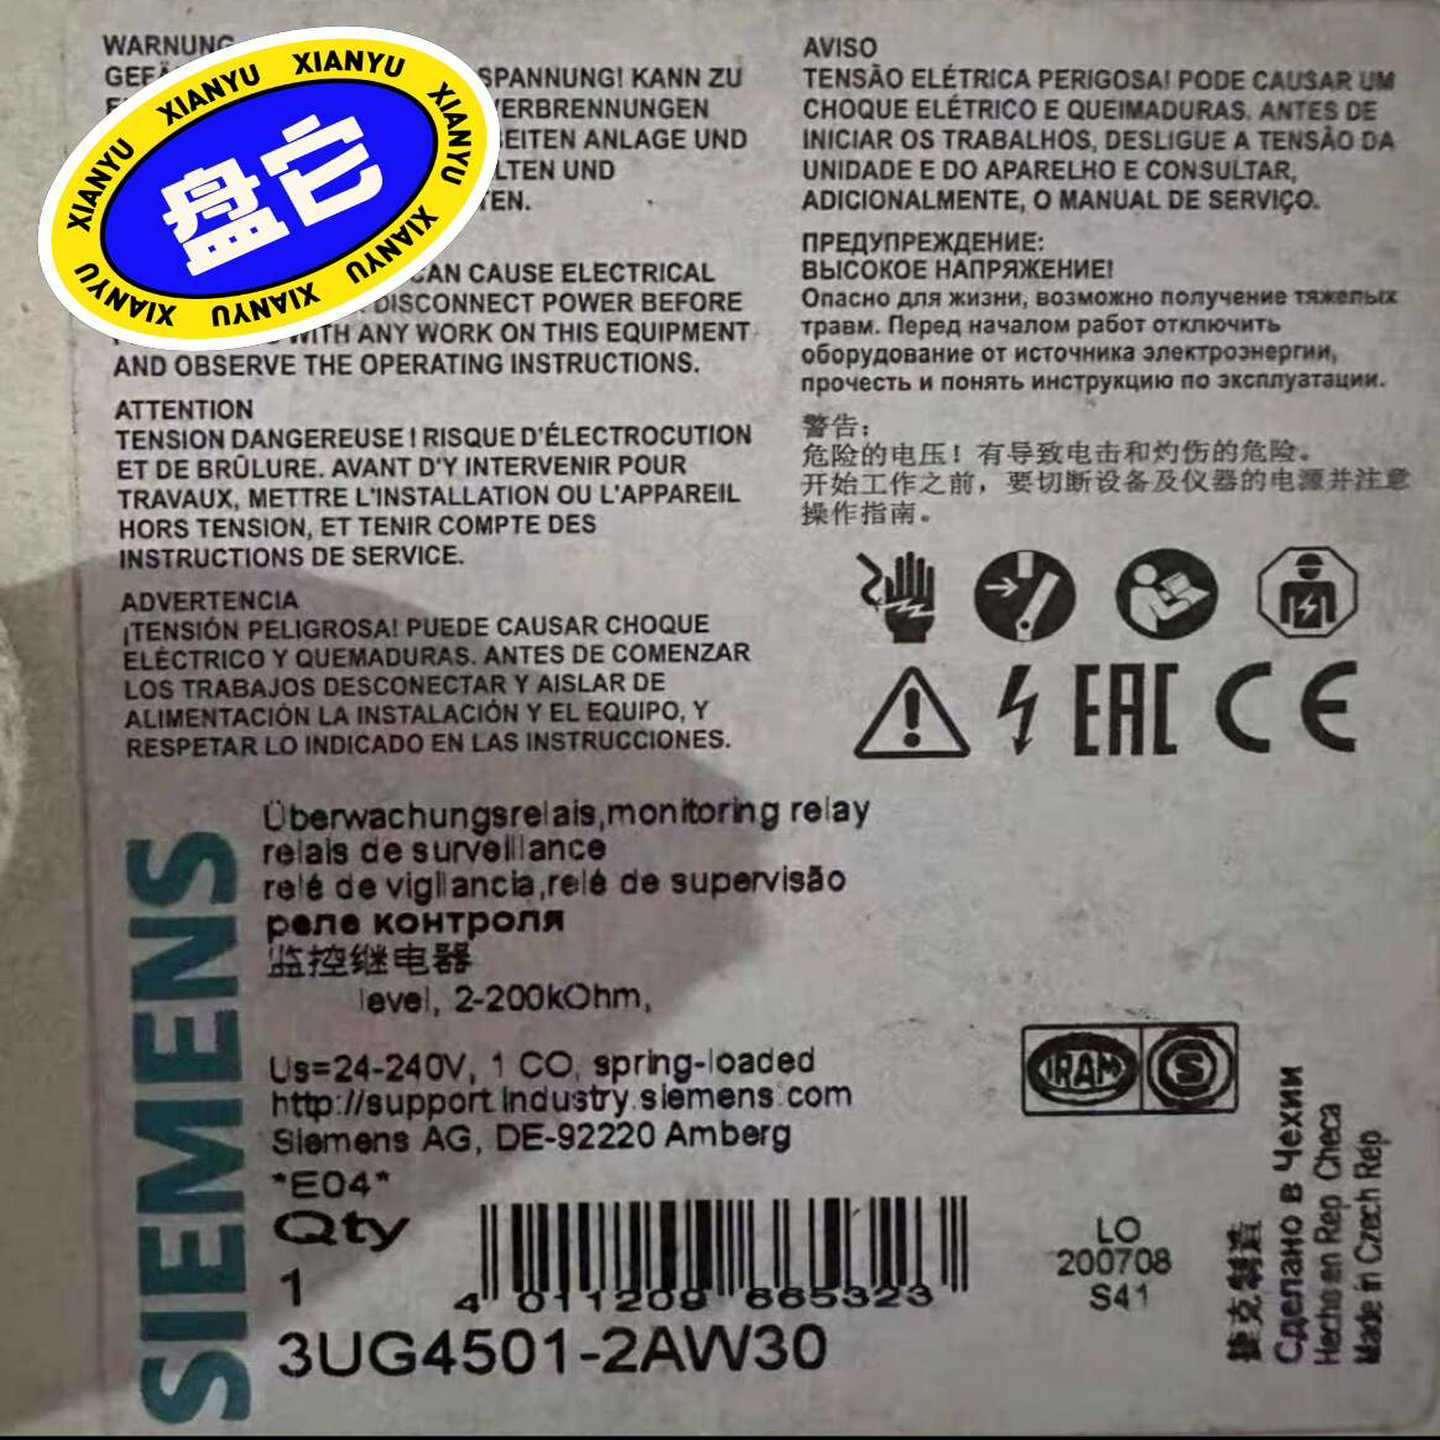 WARNUNG
SPANNUNG! KANN ZU
VERBRENNUNGEN
ANLAGE UND
UND
CAN CAUSE ELECTRICAL
DISCONNECT POWER BEFORE
WITH ANY WORK ON THIS EQUIPMENT
AND OBSERVE THE OPERATING INSTRUCTIONS.
ATTENTION
TENSION DANGEREUSE ! RISQUE D'ÉLECTROCUTION
ET DE BRÛLURE. AVANT D'Y INTERVENIR POUR
TRAVAUX, METTRE L'INSTALLATION OU L'APPAREIL
HORS TENSION, ET TENIR COMPTE DES
INSTRUCTIONS DE SERVICE.
ADVERTENCIA
¡TENSIÓN PELIGROSA! PUEDE CAUSAR CHOQUE
ELÉCTRICO Y QUEMADURAS. ANTES DE COMENZAR
LOS TRABAJOS DESCONECTAR Y AISLAR DE
ALIMENTACIÓN LA INSTALACIÓN Y EL EQUIPO, Y
RESPETAR LO INDICADO EN LAS INSTRUCCIONES.
XIANYU XIANYU XIANYU XIANYU XIANYU XIANYU XIANYU XIANYU XIANYU
盘它
AVISO
TENSÃO ELÉTRICA PERIGOSA! PODE CAUSAR UM
CHOQUE ELÉTRICO E QUEIMADURAS. ANTES DE
INICIAR OS TRABALHOS, DESLIGUE A TENSÃO DA
UNIDADE E DO APARELHO E CONSULTAR,
ADICIONALMENTE, O MANUAL DE SERVIÇO.
ПРЕДУПРЕЖДЕНИЕ:
ВЫСОКОЕ НАПРЯЖЕНИЕ!
Опасно для жизни, возможно получение тяжелых
травм. Перед началом работ отключить
оборудование от источника электроэнергии,
прочесть и понять инструкцию по эксплуатации.
警告:
危险的电压！有导致电击和灼伤的危险。
开始工作之前，要切断设备及仪器的电源并注意
操作指南。
EAC CE
SIEMENS
Überwachungsrelais,monitoring relay
relais de surveillance
relé de vigilancia,relé de supervisão
реле контроля
监控继电器
level, 2-200kOhm,
Us=24-240V, 1 CO, spring-loaded
http://support.industry.siemens.com
Siemens AG, DE-92220 Amberg
*E04*
Qty
1
4 011209 665323
3UG4501-2AW30
IRAM S
LO
200708
S41
捷克制造
Сделано в Чехии
Hecho en Rep Checa
Made in Czech Rep